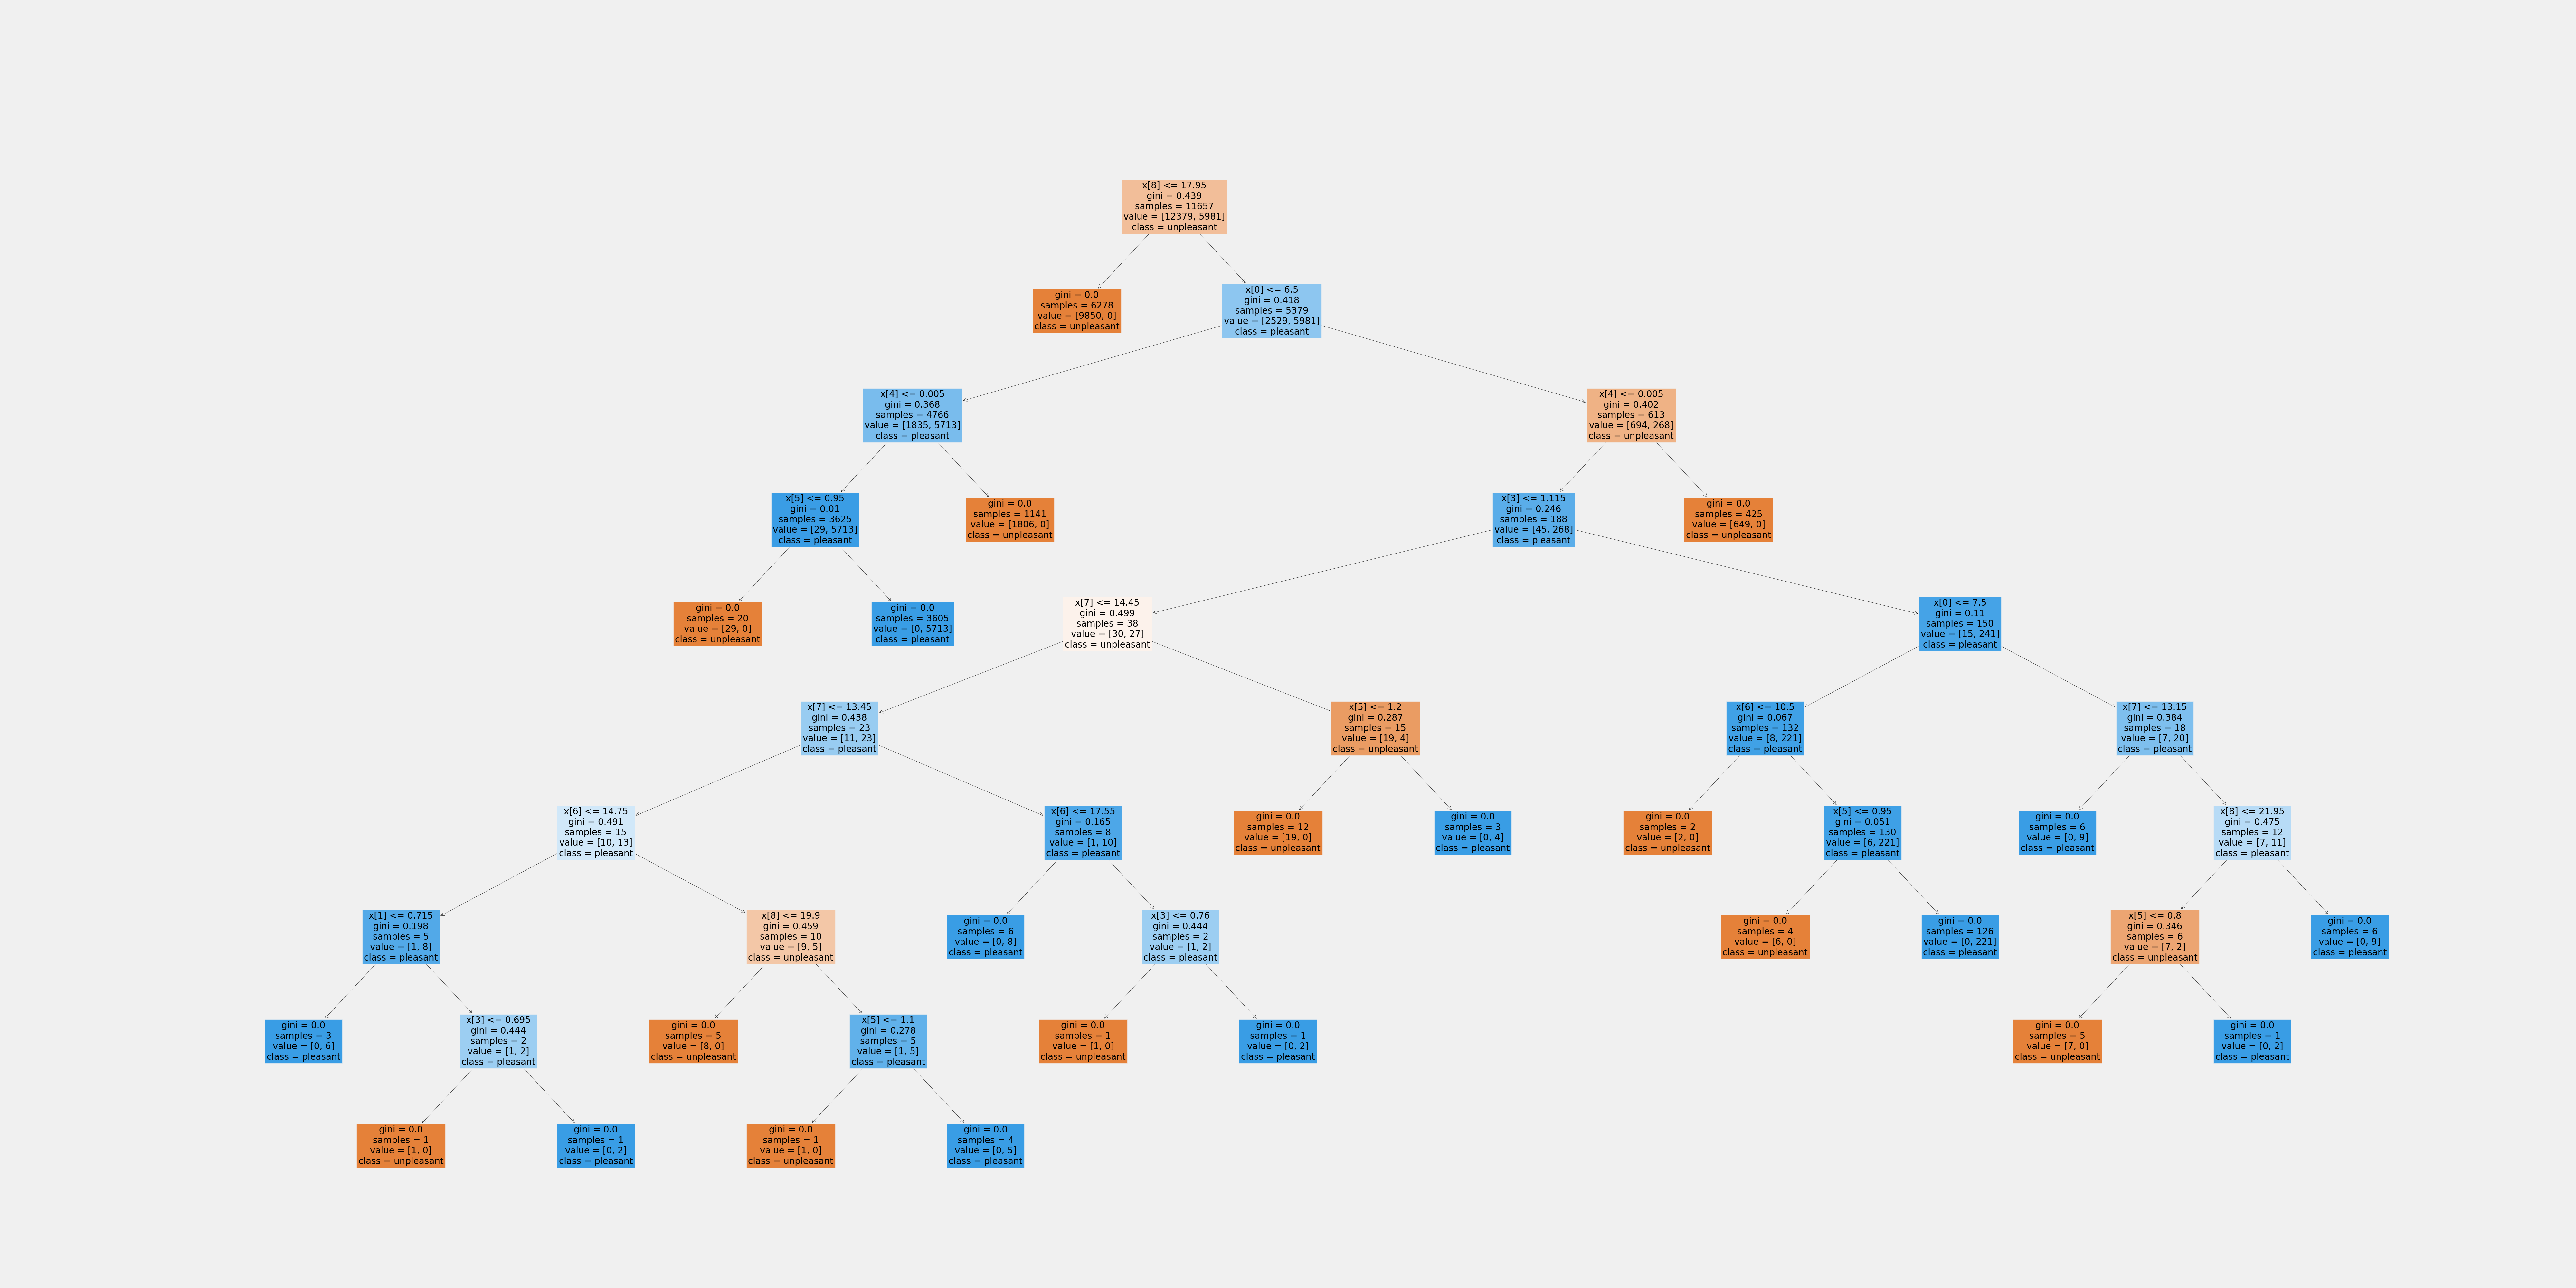 x[8] <= 17.95
gini = 0.439
samples = 11657
value = [12379, 5981]
class = unpleasant
gini = 0.0
samples = 6278
value = [9850, 0]
class = unpleasant
x[0] <= 6.5
gini = 0.418
samples = 5379
value = [2529, 5981]
class = pleasant
x[4] <= 0.005
gini = 0.368
samples = 4766
value = [1835, 5713]
class = pleasant
x[4] <= 0.005
gini = 0.402
samples = 613
value = [694, 268]
class = unpleasant
x[5] <= 0.95
gini = 0.01
samples = 3625
value = [29, 5713]
class = pleasant
gini = 0.0
samples = 1141
value = [1806, 0]
class = unpleasant
x[3] <= 1.115
gini = 0.246
samples = 188
value = [45, 268]
class = pleasant
gini = 0.0
samples = 425
value = [649, 0]
class = unpleasant
gini = 0.0
samples = 20
value = [29, 0]
class = unpleasant
gini = 0.0
samples = 3605
value = [0, 5713]
class = pleasant
x[7] <= 14.45
gini = 0.499
samples = 38
value = [30, 27]
class = unpleasant
x[0] <= 7.5
gini = 0.11
samples = 150
value = [15, 241]
class = pleasant
x[7] <= 13.45
gini = 0.438
samples = 23
value = [11, 23]
class = pleasant
x[5] <= 1.2
gini = 0.287
samples = 15
value = [19, 4]
class = unpleasant
x[6] <= 10.5
gini = 0.067
samples = 132
value = [8, 221]
class = pleasant
x[7] <= 13.15
gini = 0.384
samples = 18
value = [7, 20]
class = pleasant
x[6] <= 14.75
gini = 0.491
samples = 15
value = [10, 13]
class = pleasant
x[6] <= 17.55
gini = 0.165
samples = 8
value = [1, 10]
class = pleasant
gini = 0.0
samples = 12
value = [19, 0]
class = unpleasant
gini = 0.0
samples = 3
value = [0, 4]
class = pleasant
gini = 0.0
samples = 2
value = [2, 0]
class = unpleasant
x[5] <= 0.95
gini = 0.051
samples = 130
value = [6, 221]
class = pleasant
gini = 0.0
samples = 6
value = [0, 9]
class = pleasant
x[8] <= 21.95
gini = 0.475
samples = 12
value = [7, 11]
class = pleasant
x[1] <= 0.715
gini = 0.198
samples = 5
value = [1, 8]
class = pleasant
x[8] <= 19.9
gini = 0.459
samples = 10
value = [9, 5]
class = unpleasant
gini = 0.0
samples = 6
value = [0, 8]
class = pleasant
x[3] <= 0.76
gini = 0.444
samples = 2
value = [1, 2]
class = pleasant
gini = 0.0
samples = 4
value = [6, 0]
class = unpleasant
gini = 0.0
samples = 126
value = [0, 221]
class = pleasant
x[5] <= 0.8
gini = 0.346
samples = 6
value = [7, 2]
class = unpleasant
gini = 0.0
samples = 6
value = [0, 9]
class = pleasant
gini = 0.0
samples = 3
value = [0, 6]
class = pleasant
x[3] <= 0.695
gini = 0.444
samples = 2
value = [1, 2]
class = pleasant
gini = 0.0
samples = 5
value = [8, 0]
class = unpleasant
x[5] <= 1.1
gini = 0.278
samples = 5
value = [1, 5]
class = pleasant
gini = 0.0
samples = 1
value = [1, 0]
class = unpleasant
gini = 0.0
samples = 1
value = [0, 2]
class = pleasant
gini = 0.0
samples = 5
value = [7, 0]
class = unpleasant
gini = 0.0
samples = 1
value = [0, 2]
class = pleasant
gini = 0.0
samples = 1
value = [1, 0]
class = unpleasant
gini = 0.0
samples = 1
value = [0, 2]
class = pleasant
gini = 0.0
samples = 1
value = [1, 0]
class = unpleasant
gini = 0.0
samples = 4
value = [0, 5]
class = pleasant